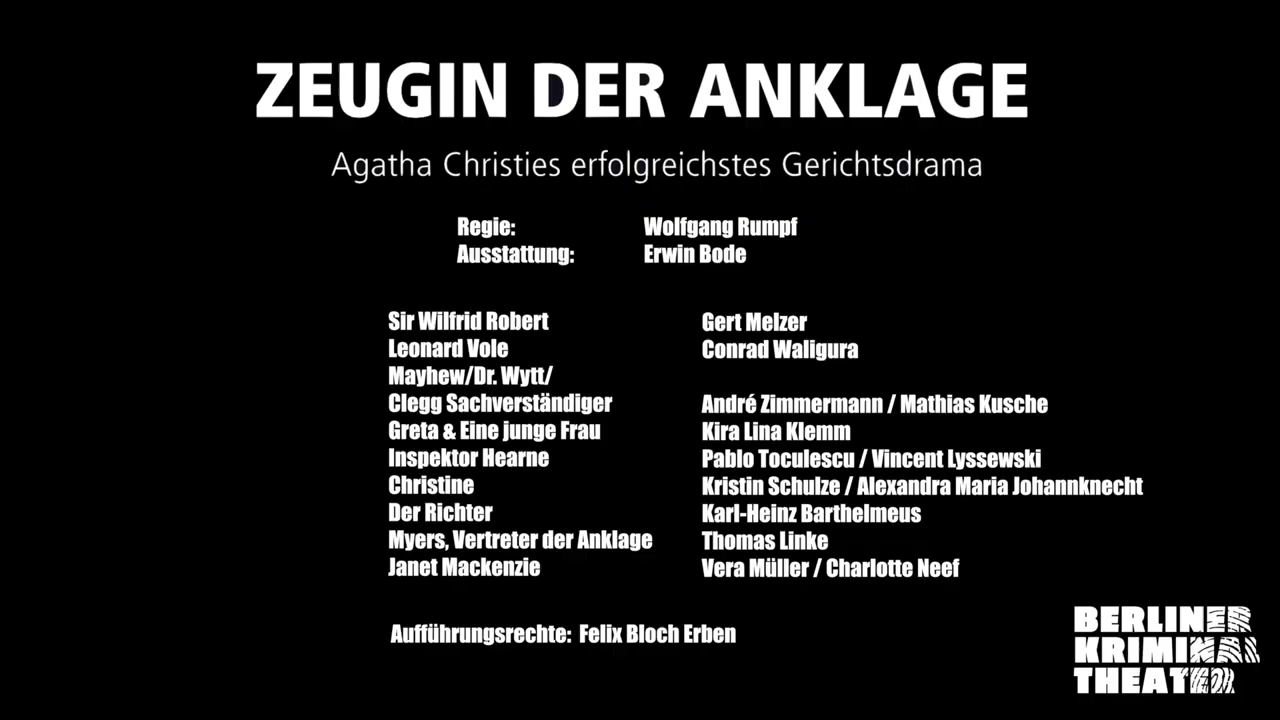 ZEUGIN DER ANKLAGE
Agatha Christies erfolgreichstes Gerichtsdrama
Regie: Wolfgang Rumpf
Ausstattung: Erwin Bode
Sir Wilfrid Robert Gert Melzer
Leonard Vole Conrad Waligura
Mayhew/Dr. Wytt/
Clegg Sachverständiger André Zimmermann / Mathias Kusche
Greta & Eine junge Frau Kira Lina Klemm
Inspektor Hearne Pablo Toculescu / Vincent Lyssewski
Christine Kristin Schulze / Alexandra Maria Johannknecht
Der Richter Karl-Heinz Barthelmeus
Myers, Vertreter der Anklage Thomas Linke
Janet Mackenzie Vera Müller / Charlotte Neef
Aufführungsrechte: Felix Bloch Erben
BERLINER
KRIMINAL
THEATER